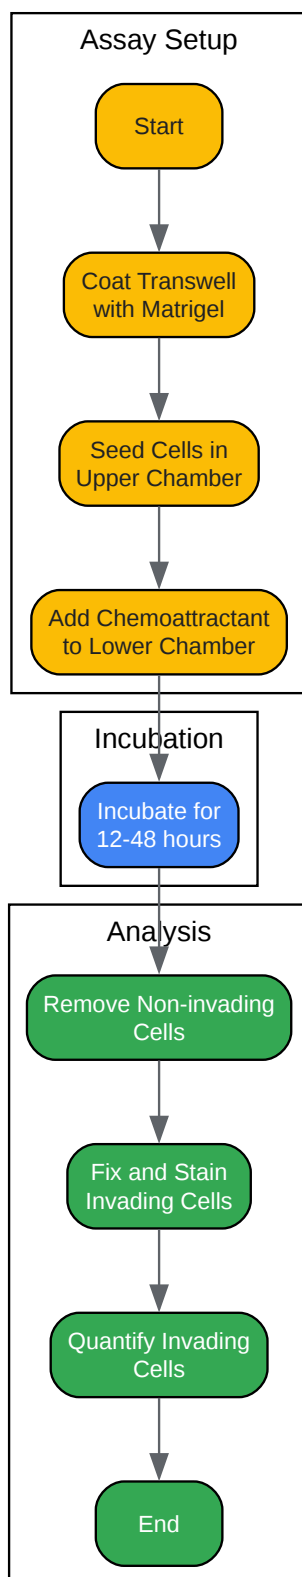 Assay Setup
Start
Coat Transwell
with Matrigel
Seed Cells in
Upper Chamber
Add Chemoattractant
to Lower Chamber
Incubation
Incubate for
12-48 hours
Analysis
Remove Non-invading
Cells
Fix and Stain
Invading Cells
Quantify Invading
Cells
End